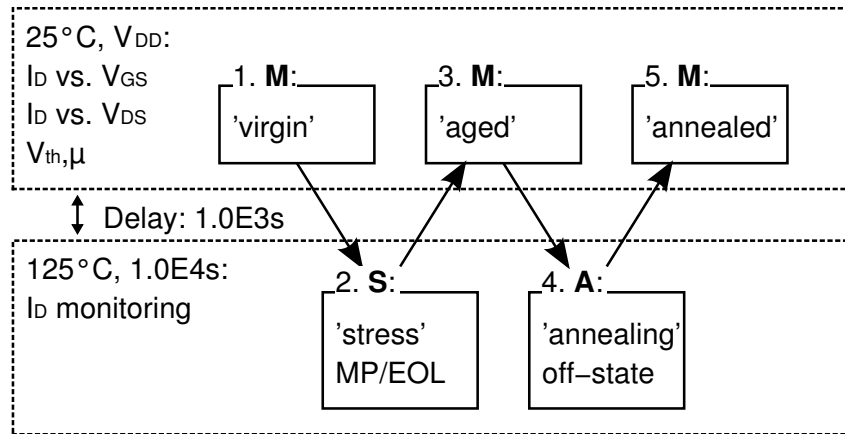 25°C, VDD:
ID vs. VGS
ID vs. VDS
Vth,μ
1. M:
'virgin'
3. M:
'aged'
5. M:
'annealed'
Delay: 1.0E3s
125°C, 1.0E4s:
ID monitoring
2. S:
'stress'
MP/EOL
4. A:
'annealing'
off−state